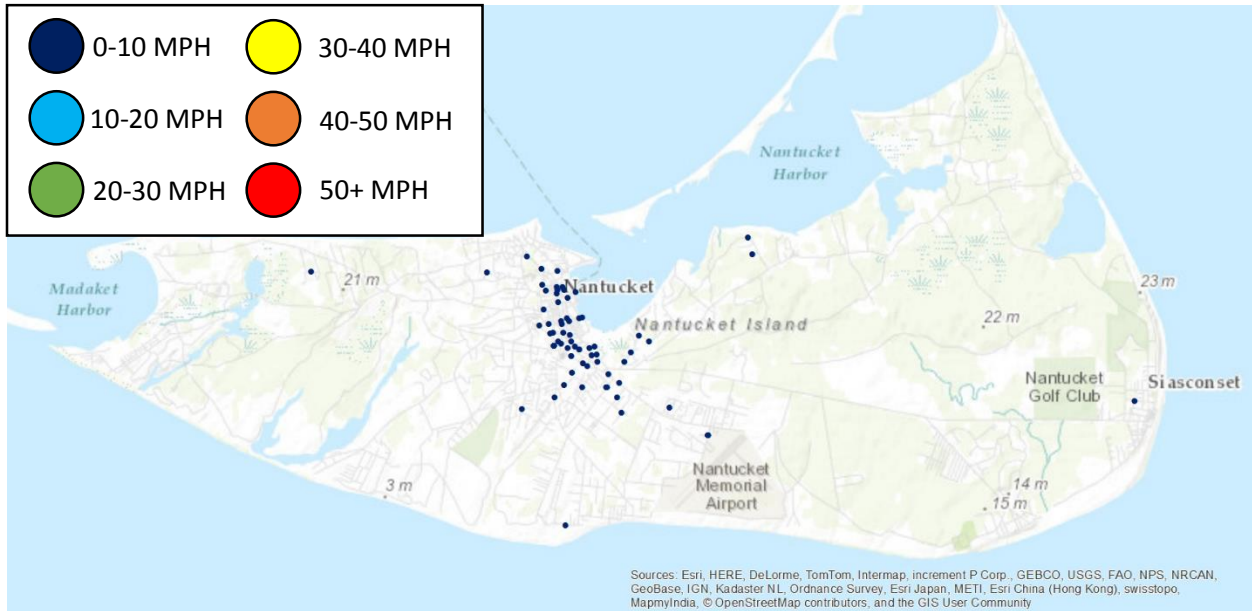 0-10 MPH
30-40 MPH
10-20 MPH
40-50 MPH
20-30 MPH
50+ MPH
Nantucket
Harbor
Madaket
Harbor
21 m
Nantucket
Nantucket Island
22 m
23 m
Nantucket
Golf Club
Siasconset
Nantucket
Memorial
Airport
3 m
14 m
15 m
Sources: Esri, HERE, DeLorme, TomTom, Intermap, increment P Corp., GEBCO, USGS, FAO, NPS, NRCAN,
GeoBase, IGN, Kadaster NL, Ordnance Survey, Esri Japan, METI, Esri China (Hong Kong), swisstopo,
MapmyIndia, © OpenStreetMap contributors, and the GIS User Community